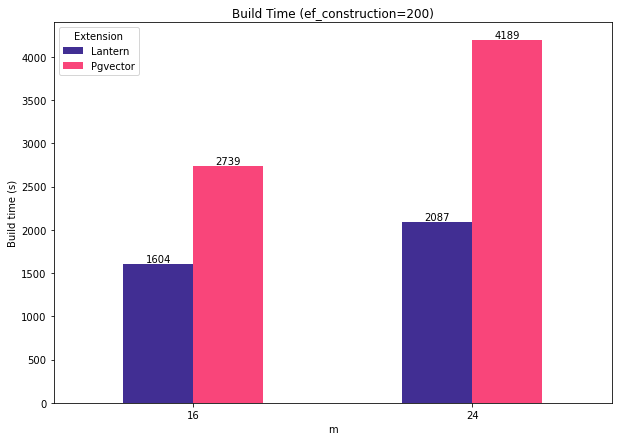 Build Time (ef_construction=200)
Extension
Lantern
Pgvector
Build time (s)
4000
3500
3000
2500
2000
1500
1000
500
0
1604
2739
2087
4189
16
24
m